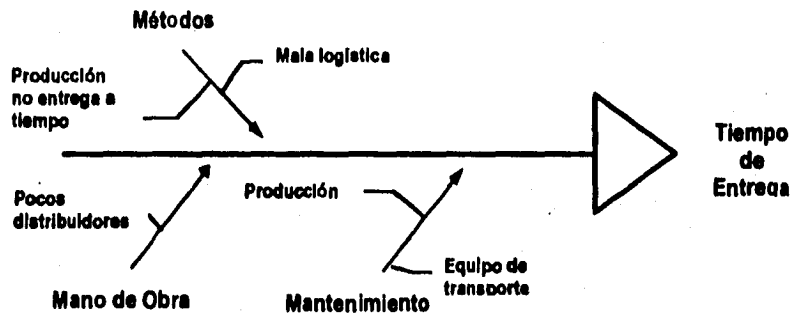 Métodos
Mala logística
Producción
no entrega a
tiempo
Tiempo
de
Entrega
Pocos
distribuidores
Producción
Equipo de
transporte
Mano de Obra
Mantenimiento